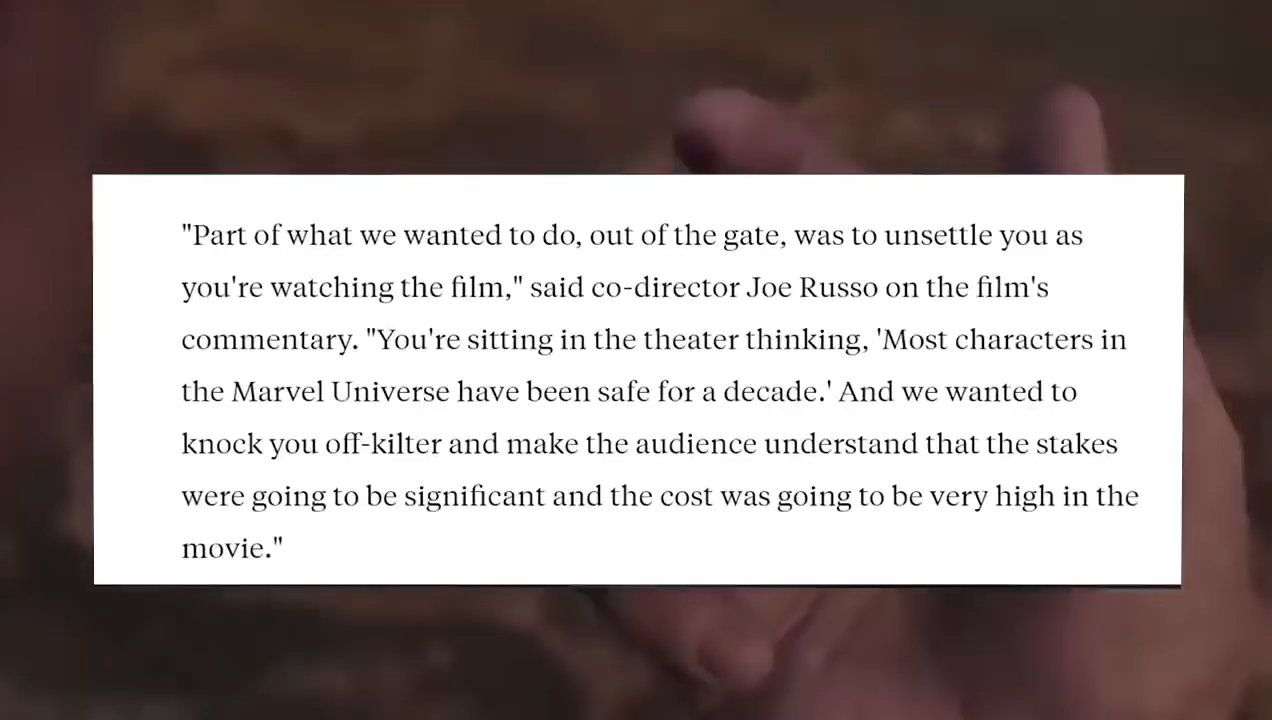 "Part of what we wanted to do, out of the gate, was to unsettle you as
you're watching the film," said co-director Joe Russo on the film's
commentary. "You're sitting in the theater thinking, 'Most characters in
the Marvel Universe have been safe for a decade.' And we wanted to
knock you off-kilter and make the audience understand that the stakes
were going to be significant and the cost was going to be very high in the
movie."